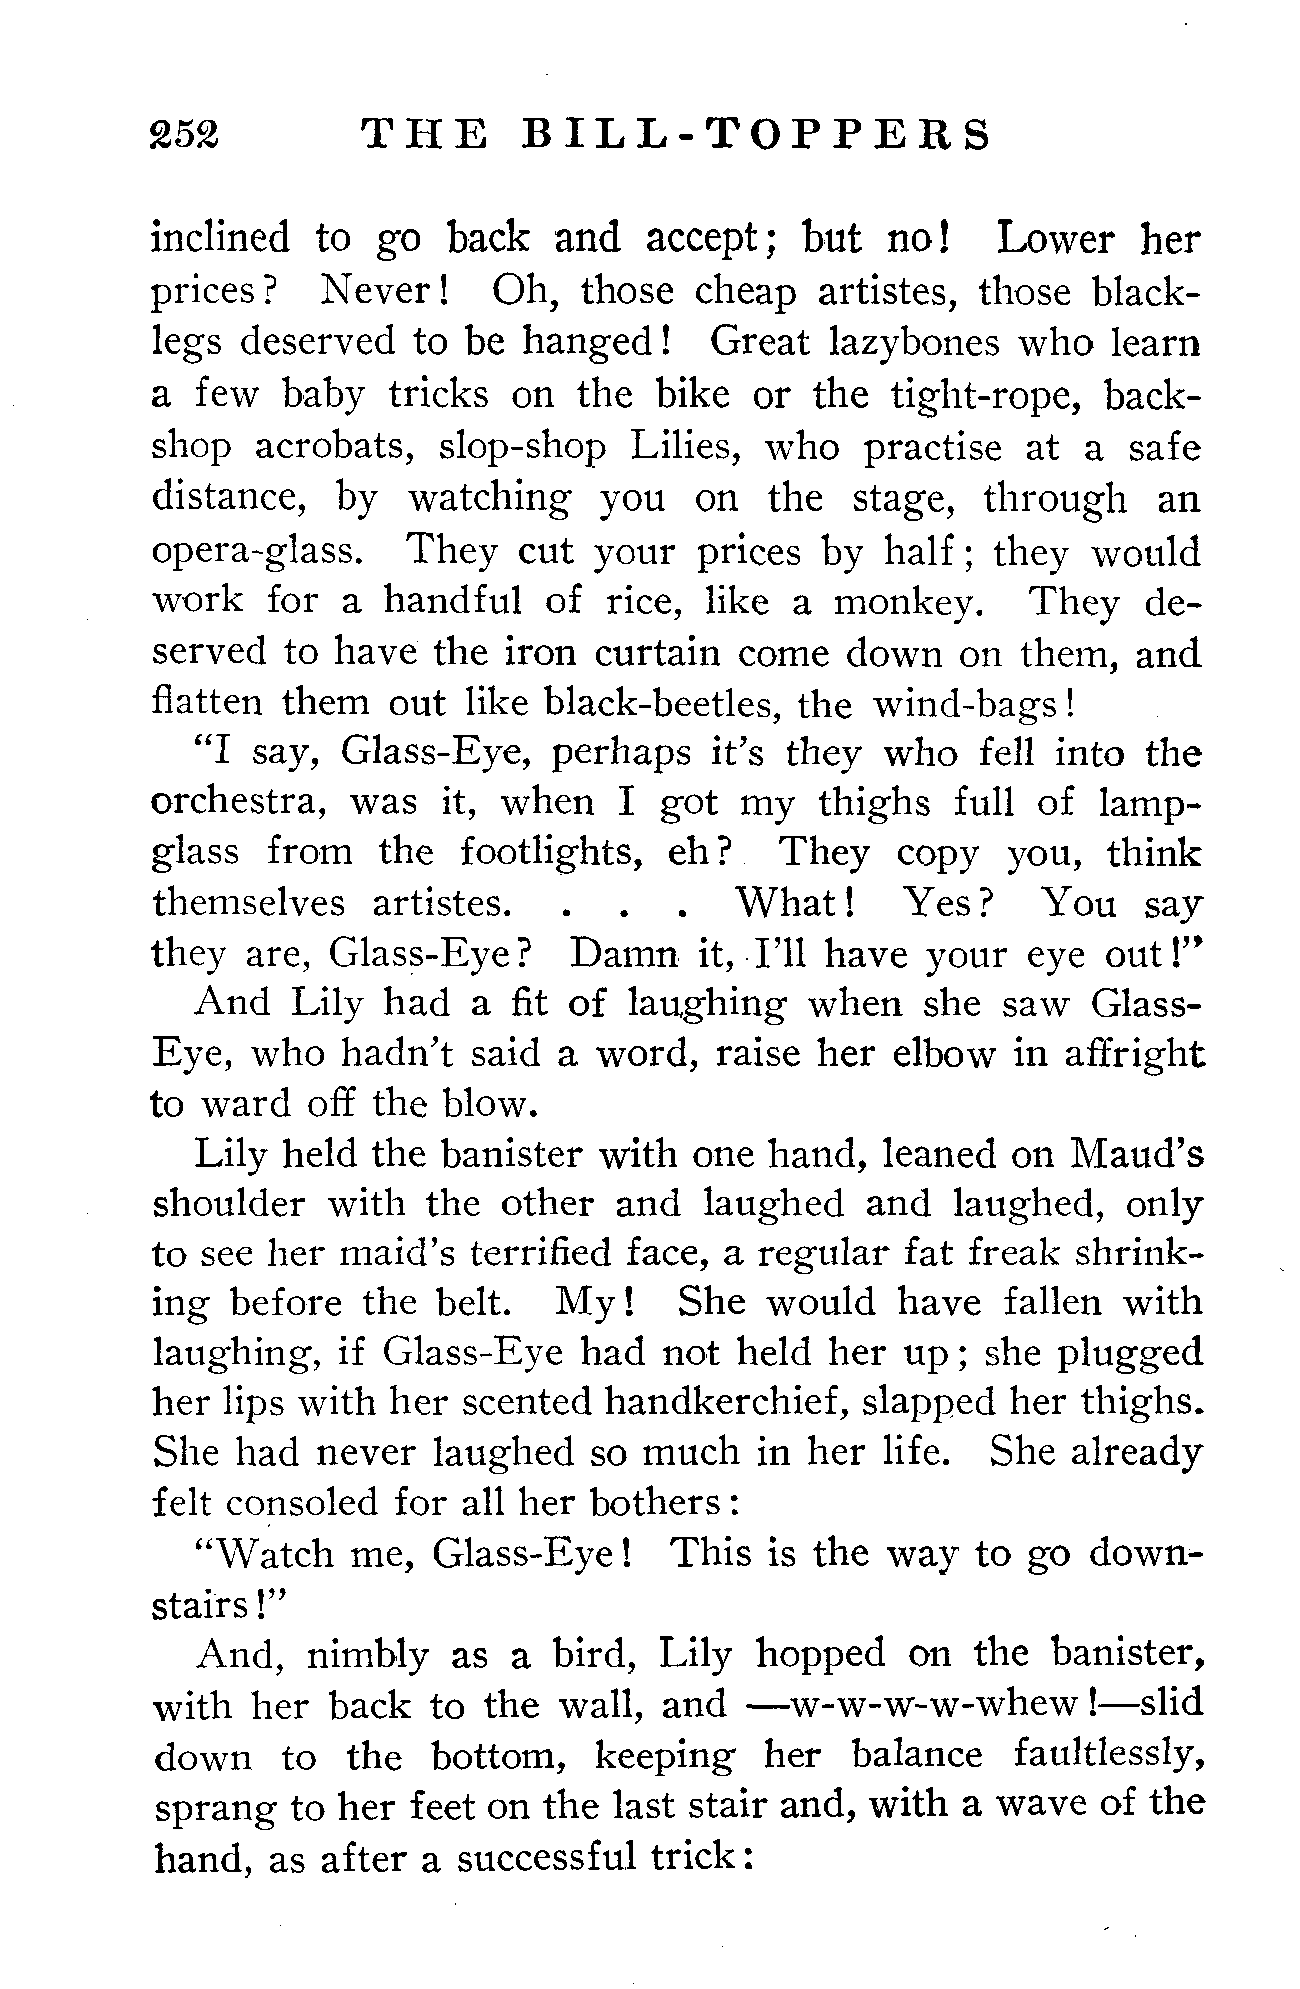 252 THE BILL-TOPPERS
inclined to go back and accept; but no! Lower her
prices? Never! Oh, those cheap artistes, those black-
legs deserved to be hanged! Great lazybones who learn
a few baby tricks on the bike or the tight-rope, back-
shop acrobats, slop-shop Lilies, who practise at a safe
distance, by watching you on the stage, through an
opera-glass. They cut your prices by half; they would
work for a handful of rice, like a monkey. They de-
served to have the iron curtain come down on them, and
flatten them out like black-beetles, the wind-bags!
“I say, Glass-Eye, perhaps it’s they who fell into the
orchestra, was it, when I got my thighs full of lamp-
glass from the footlights, eh? They copy you, think
themselves artistes. . . . What! Yes? You say
they are, Glass-Eye? Damn it, I’ll have your eye out!”
And Lily had a fit of laughing when she saw Glass-
Eye, who hadn’t said a word, raise her elbow in affright
to ward off the blow.
Lily held the banister with one hand, leaned on Maud’s
shoulder with the other and laughed and laughed, only
to see her maid’s terrified face, a regular fat freak shrink-
ing before the belt. My! She would have fallen with
laughing, if Glass-Eye had not held her up; she plugged
her lips with her scented handkerchief, slapped her thighs.
She had never laughed so much in her life. She already
felt consoled for all her bothers:
“Watch me, Glass-Eye! This is the way to go down-
stairs!”
And, nimbly as a bird, Lily hopped on the banister,
with her back to the wall, and —w-w-w-w-whew!—slid
down to the bottom, keeping her balance faultlessly,
sprang to her feet on the last stair and, with a wave of the
hand, as after a successful trick: